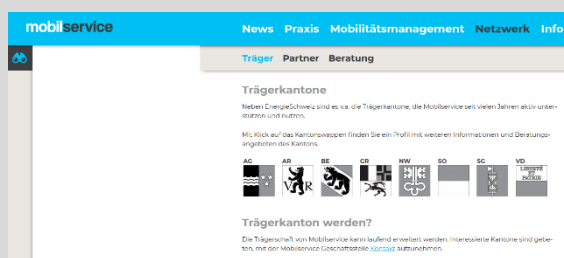 mobilservice
News Praxis Mobilitätsmanagement Netzwerk Info
Träger Partner Beratung
Trägerkantone
Neben EnergieSchweiz sind es v.a. die Trägerkantone, die Mobilservice seit vielen Jahren aktiv unter-
stützen und nutzen.
Mit Klick auf das Kantonswappen finden Sie ein Profil mit weiteren Informationen und Beratungs-
angeboten des Kantons.
AG AR BE GR NW SO SG VD
VR
LIBERTÉ
ET
PATRIE
Trägerkanton werden?
Die Trägerschaft von Mobilservice kann laufend erweitert werden. Interessierte Kantone sind gebe-
ten, mit der Mobilservice Geschäftsstelle Kontakt aufzunehmen.